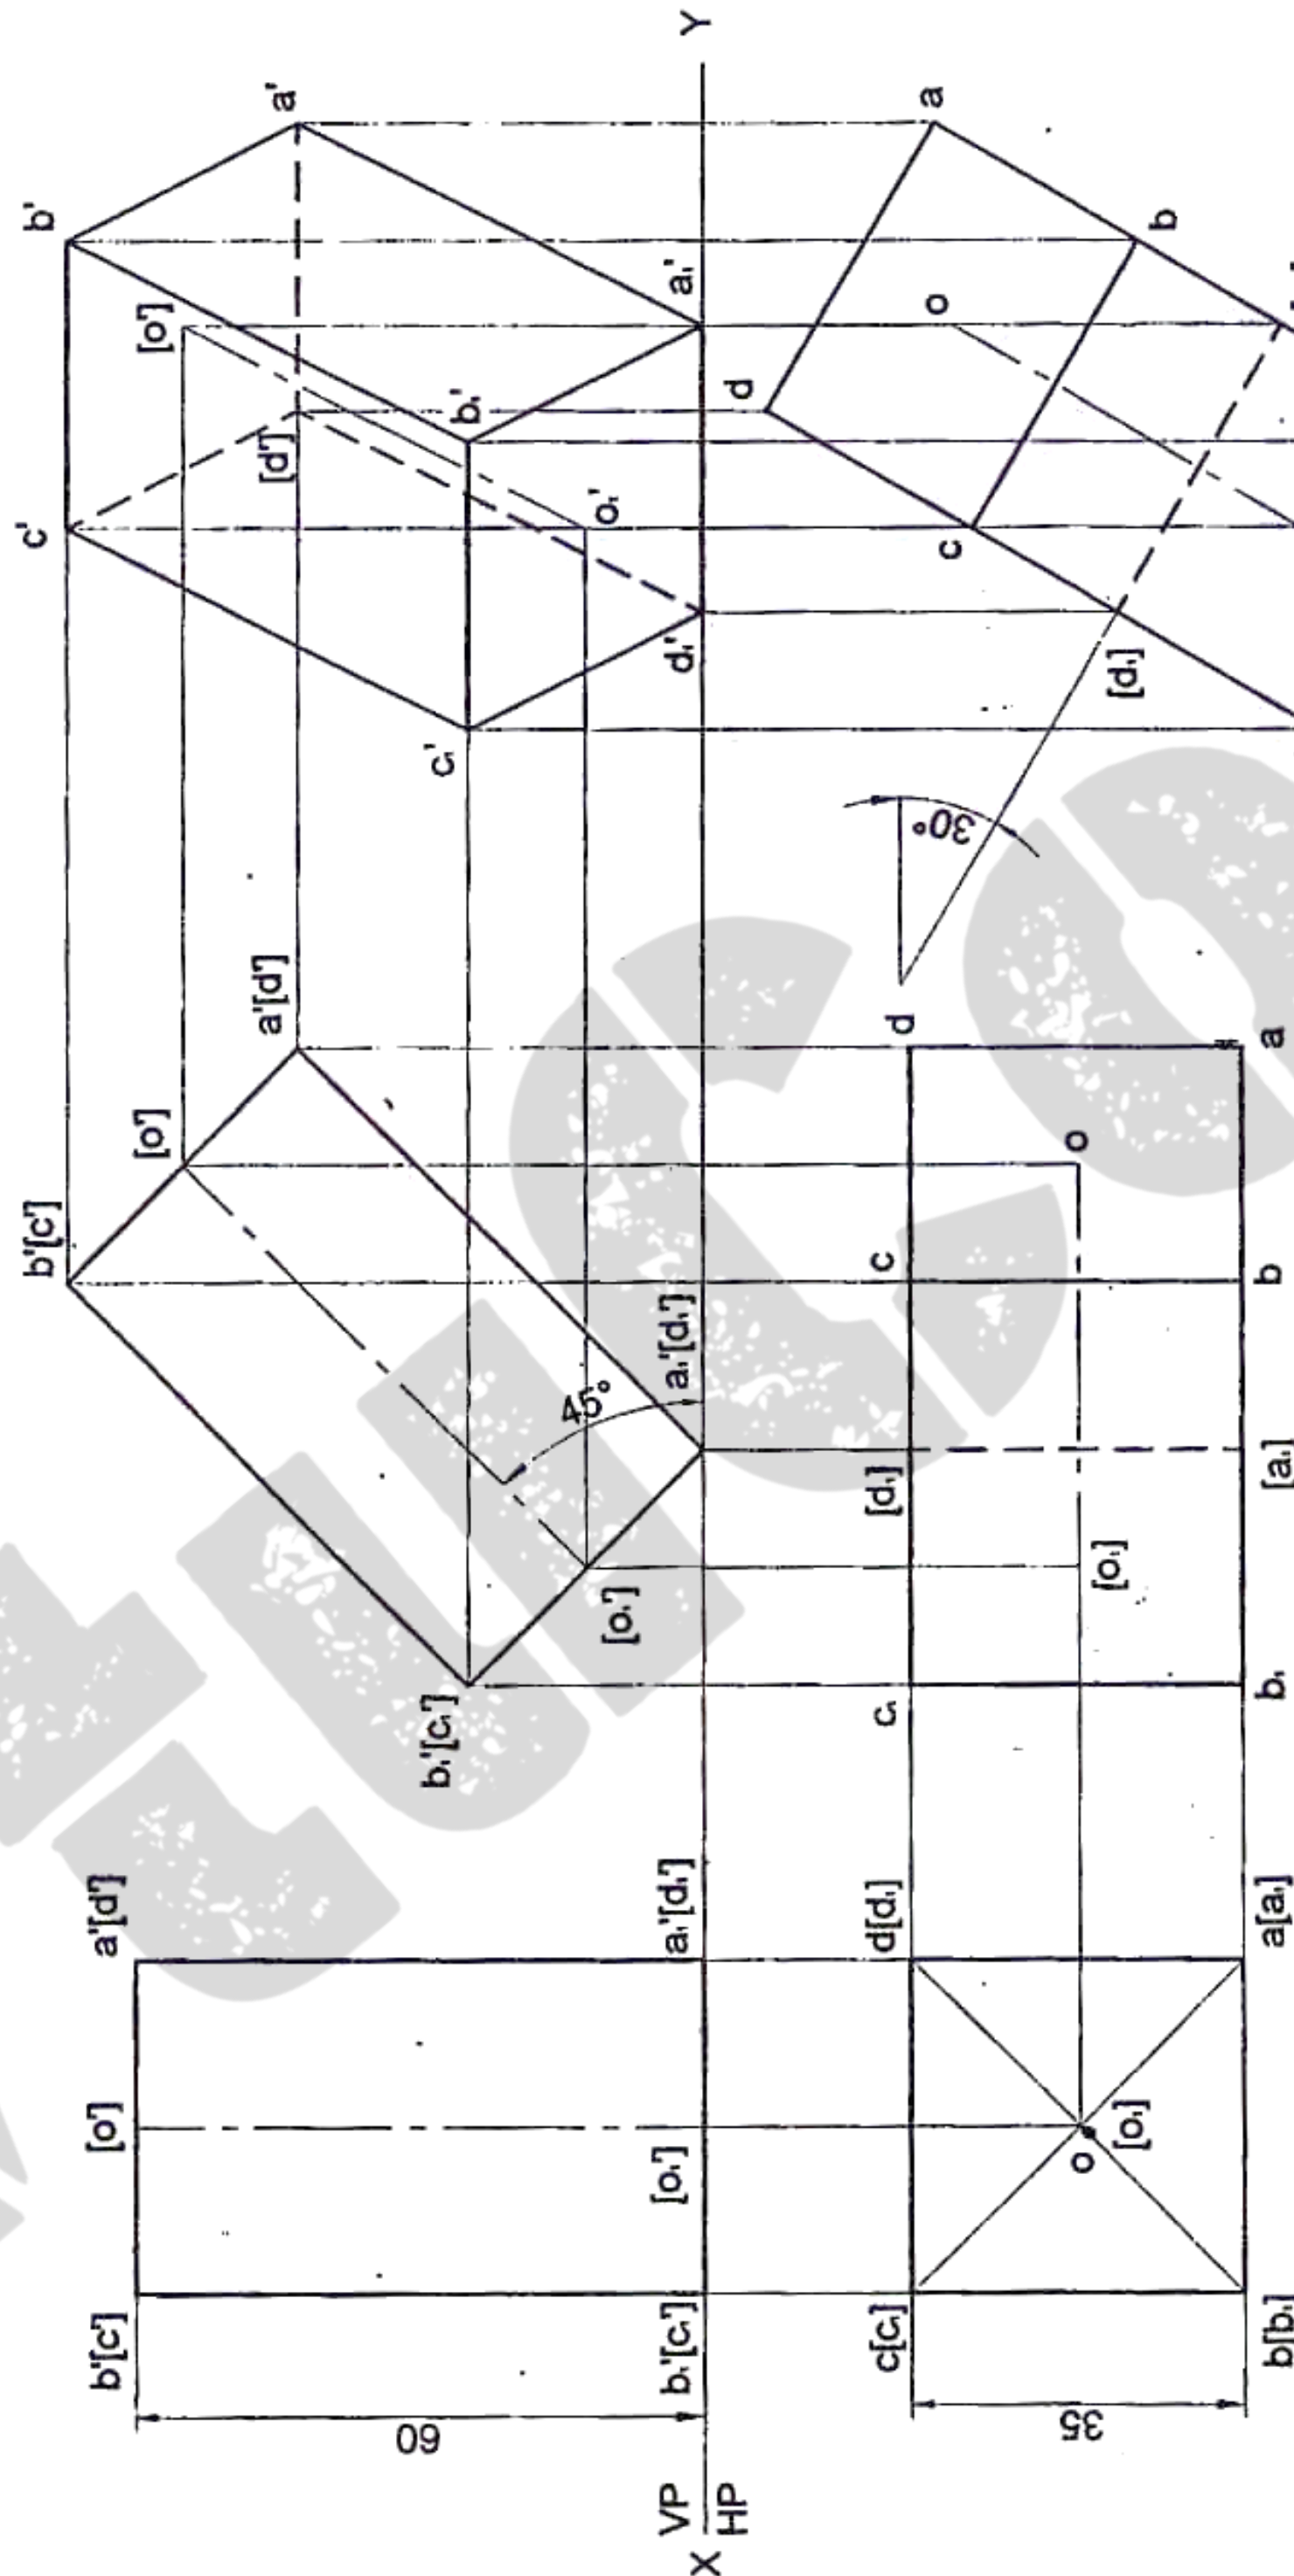 b'[c'] [o'] a'[d']
60
b₁'[c₁'] [o₁'] a₁'[d₁']
X VP
HP
c[c₁] d[d₁]
35
o
[o₁]
b[b₁] a[a₁]
b'[c']
[o']
a'[d']
b₁'[c₁']
[o₁']
45°
a₁'[d₁']
c₁ [d₁] c d
[o₁] o
b₁ [a₁] b a
c' b'
[o']
a'
[d']
c₁' b₁'
o₁'
d₁' a₁'
Y
30°
d
a
o
c
b
[d₁]